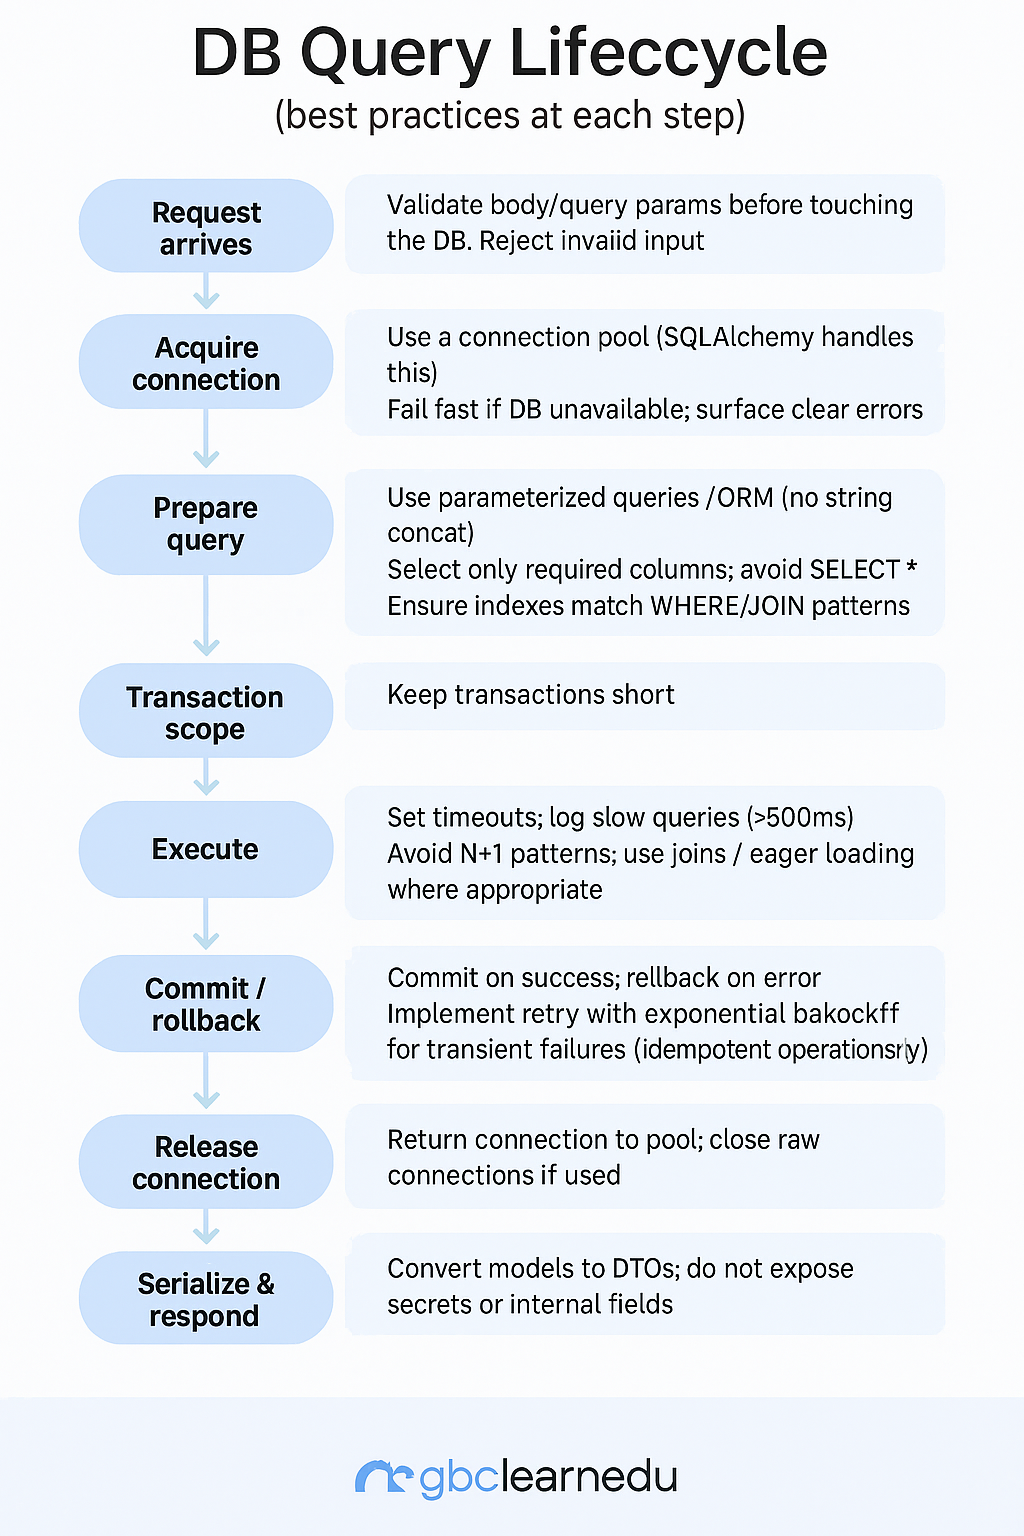 DB Query Lifeccycle
(best practices at each step)
Request
arrives
Validate body/query params before touching
the DB. Reject invaiid input
Acquire
connection
Use a connection pool (SQLAlchemy handles
this)
Fail fast if DB unavailable; surface clear errors
Prepare
query
Use parameterized queries /ORM (no string
concat)
Select only required columns; avoid SELECT *
Ensure indexes match WHERE/JOIN patterns
Transaction
scope
Keep transactions short
Execute
Set timeouts; log slow queries (>500ms)
Avoid N+1 patterns; use joins / eager loading
where appropriate
Commit /
rollback
Commit on success; rellback on error
Implement retry with exponential bakockff
for transient failures (idempotent
Release
connection
Return connection to pool; close raw
connections if used
Serialize &
respond
Convert models to DTOs; do not expose
secrets or internal fields
gbclearnedu